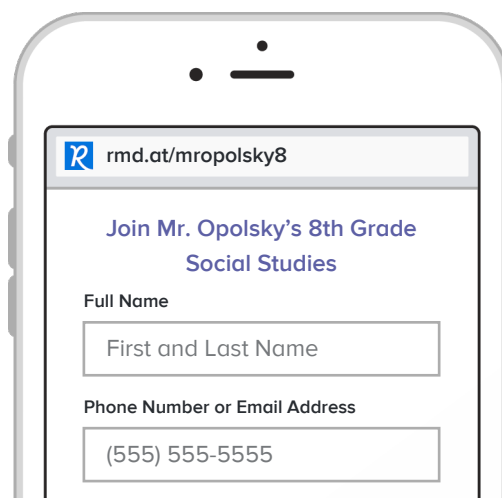 rmd.at/mropolsky8
Join Mr. Opolsky’s 8th Grade
Social Studies
Full Name
First and Last Name
Phone Number or Email Address
(555) 555-5555